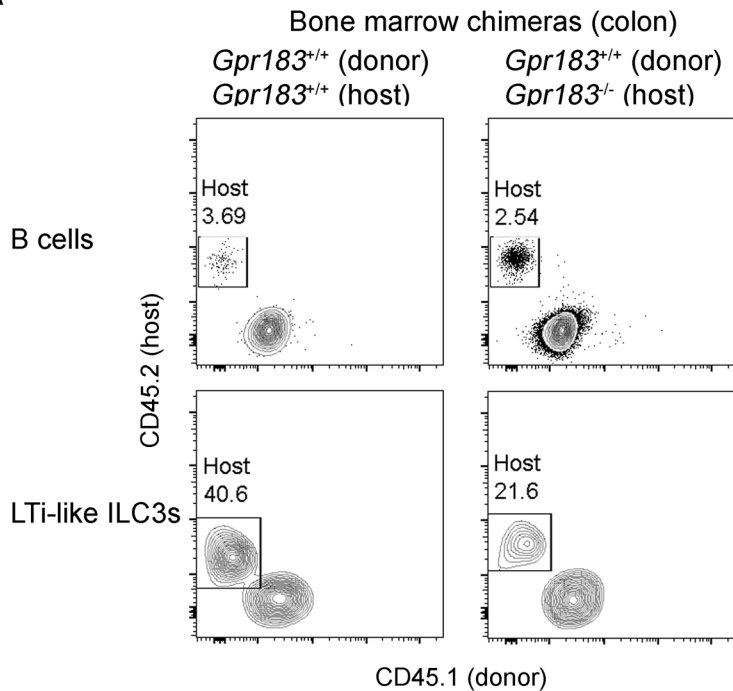 Bone marrow chimeras (colon)
Gpr183+/+ (donor)
Gpr183+/+ (host)
Gpr183+/+ (donor)
Gpr183-/- (host)
B cells
Host
3.69
Host
2.54
CD45.2 (host)
LTi-like ILC3s
Host
40.6
Host
21.6
CD45.1 (donor)